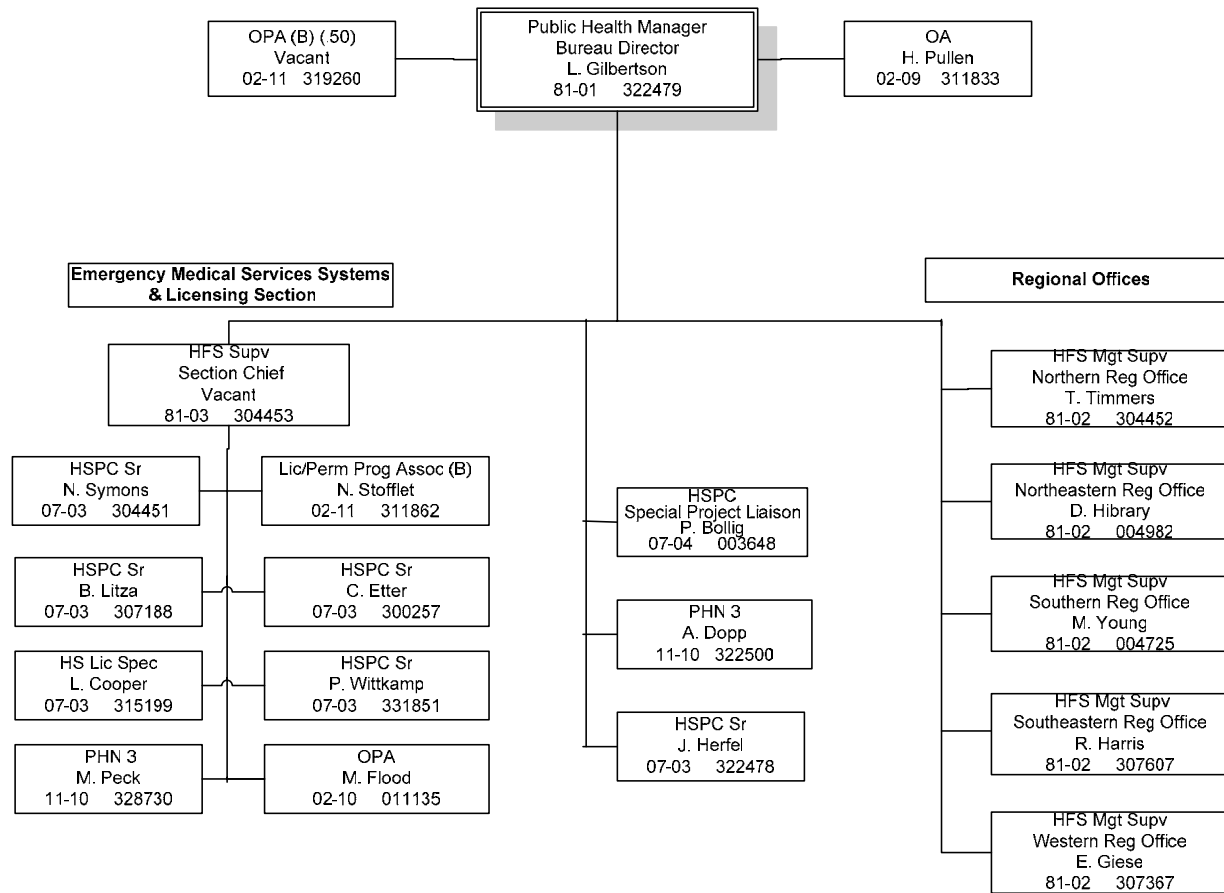 OPA (B) (.50)
Vacant
02-11 319260
Public Health Manager
Bureau Director
L. Gilbertson
81-01 322479
OA
H. Pullen
02-09 311833
Emergency Medical Services Systems
& Licensing Section
Regional Offices
HFS Supv
Section Chief
Vacant
81-03 304453
HSPC Sr
N. Symons
07-03 304451
Lic/Perm Prog Assoc (B)
N. Stofflet
02-11 311862
HSPC Sr
B. Litza
07-03 307188
HSPC Sr
C. Etter
07-03 300257
HS Lic Spec
L. Cooper
07-03 315199
HSPC Sr
P. Wittkamp
07-03 331851
PHN 3
M. Peck
11-10 328730
OPA
M. Flood
02-10 011135
HSPC
Special Project Liaison
P. Bollig
07-04 003648
PHN 3
A. Dopp
11-10 322500
HSPC Sr
J. Herfel
07-03 322478
HFS Mgt Supv
Northern Reg Office
T. Timmers
81-02 304452
HFS Mgt Supv
Northeastern Reg Office
D. Hibrary
81-02 004982
HFS Mgt Supv
Southern Reg Office
M. Young
81-02 004725
HFS Mgt Supv
Southeastern Reg Office
R. Harris
81-02 307607
HFS Mgt Supv
Western Reg Office
E. Giese
81-02 307367